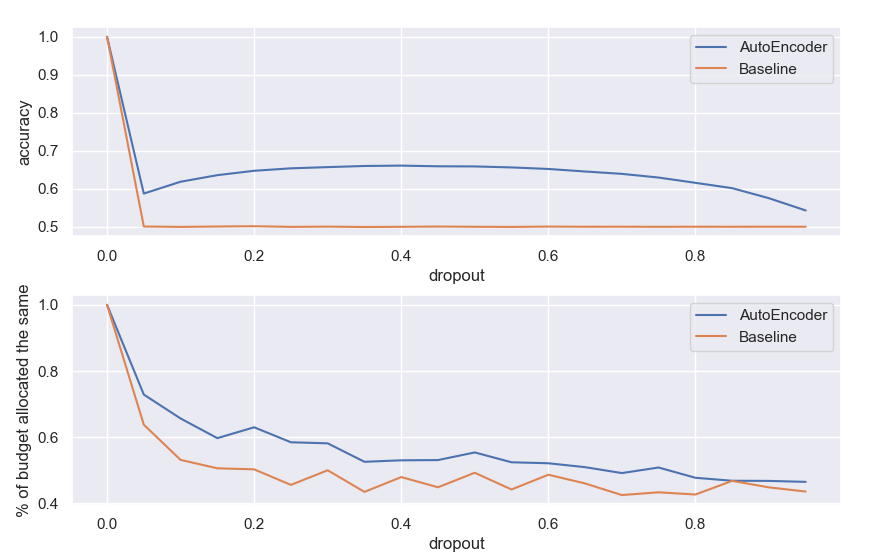 1.0
0.9
0.8
0.7
0.6
0.5
accuracy
AutoEncoder
Baseline
0.0 0.2 0.4 0.6 0.8
dropout
1.0
0.8
0.6
0.4
% of budget allocated the same
AutoEncoder
Baseline
0.0 0.2 0.4 0.6 0.8
dropout